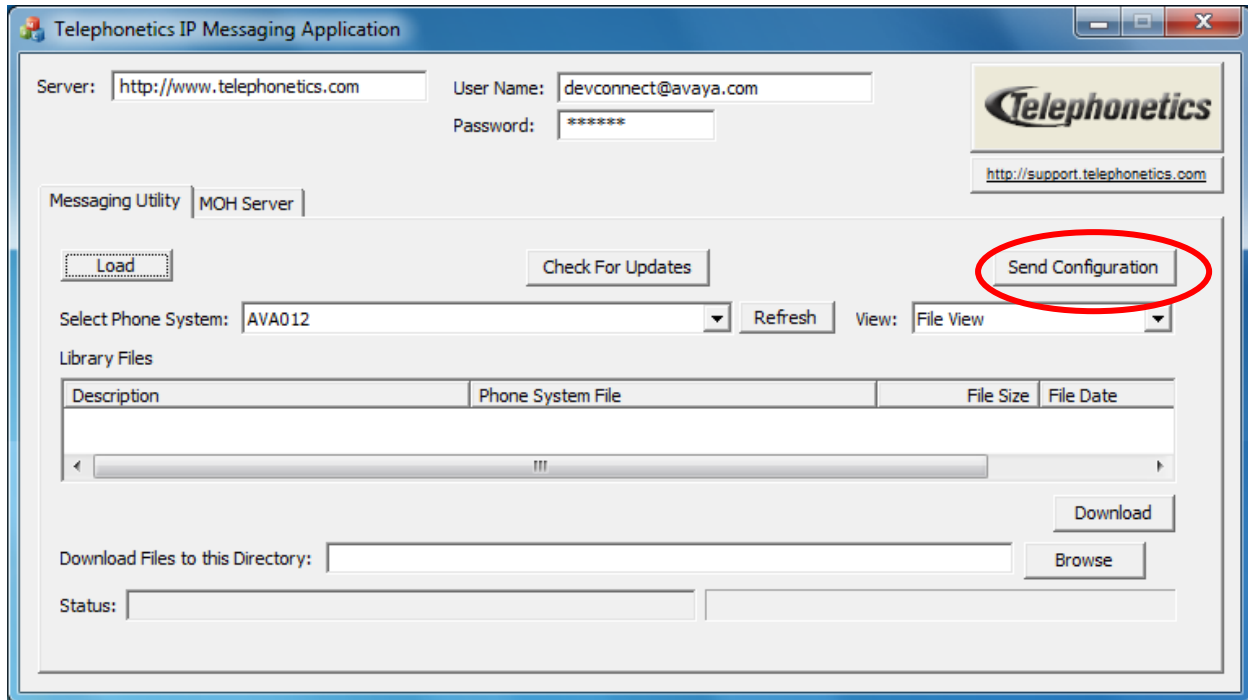 Telephonetics IP Messaging Application
Server: http://www.telephonetics.com
User Name: devconnect@avaya.com
Password: ******
Telephonetics
http://support.telephonetics.com
Messaging Utility MOH Server
Load Check For Updates Send Configuration
Select Phone System: AVA012 Refresh View: File View
Library Files
Description Phone System File File Size File Date
Download
Download Files to this Directory: Browse
Status: